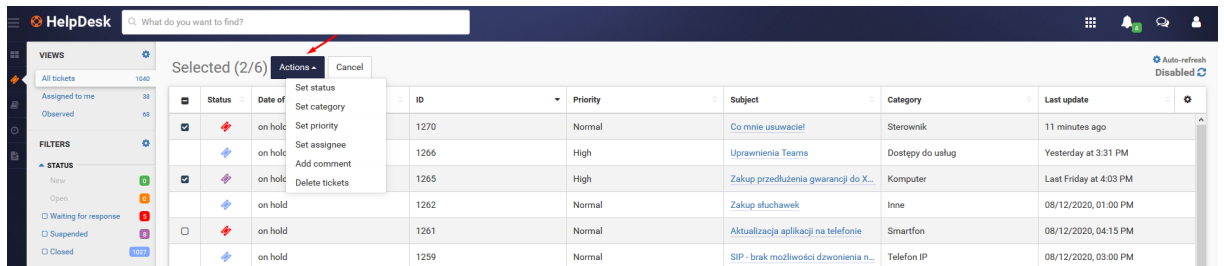 HelpDesk What do you want to find? 4
VIEWS
All tickets 1040
Assigned to me 38
Observed 68
FILTERS
STATUS
New 0
Open 0
Waiting for response 5
Suspended 8
Closed 1027
Selected (2/6) Actions Cancel
Auto-refresh
Disabled
Set status
Set category
Set priority
Set assignee
Add comment
Delete tickets
Status Date of ID Priority Subject Category Last update
on hold 1270 Normal Co mnie usuwacie! Sterownik 11 minutes ago
on hold 1266 High Uprawnienia Teams Dostępy do usług Yesterday at 3:31 PM
on hold 1265 High Zakup przedłużenia gwarancji do X... Komputer Last Friday at 4:03 PM
on hold 1262 Normal Zakup słuchawek Inne 08/12/2020, 01:00 PM
on hold 1261 Normal Aktualizacja aplikacji na telefonie Smartfon 08/12/2020, 04:15 PM
on hold 1259 Normal SIP - brak możliwości dzwonienia n... Telefon IP 08/12/2020, 03:00 PM